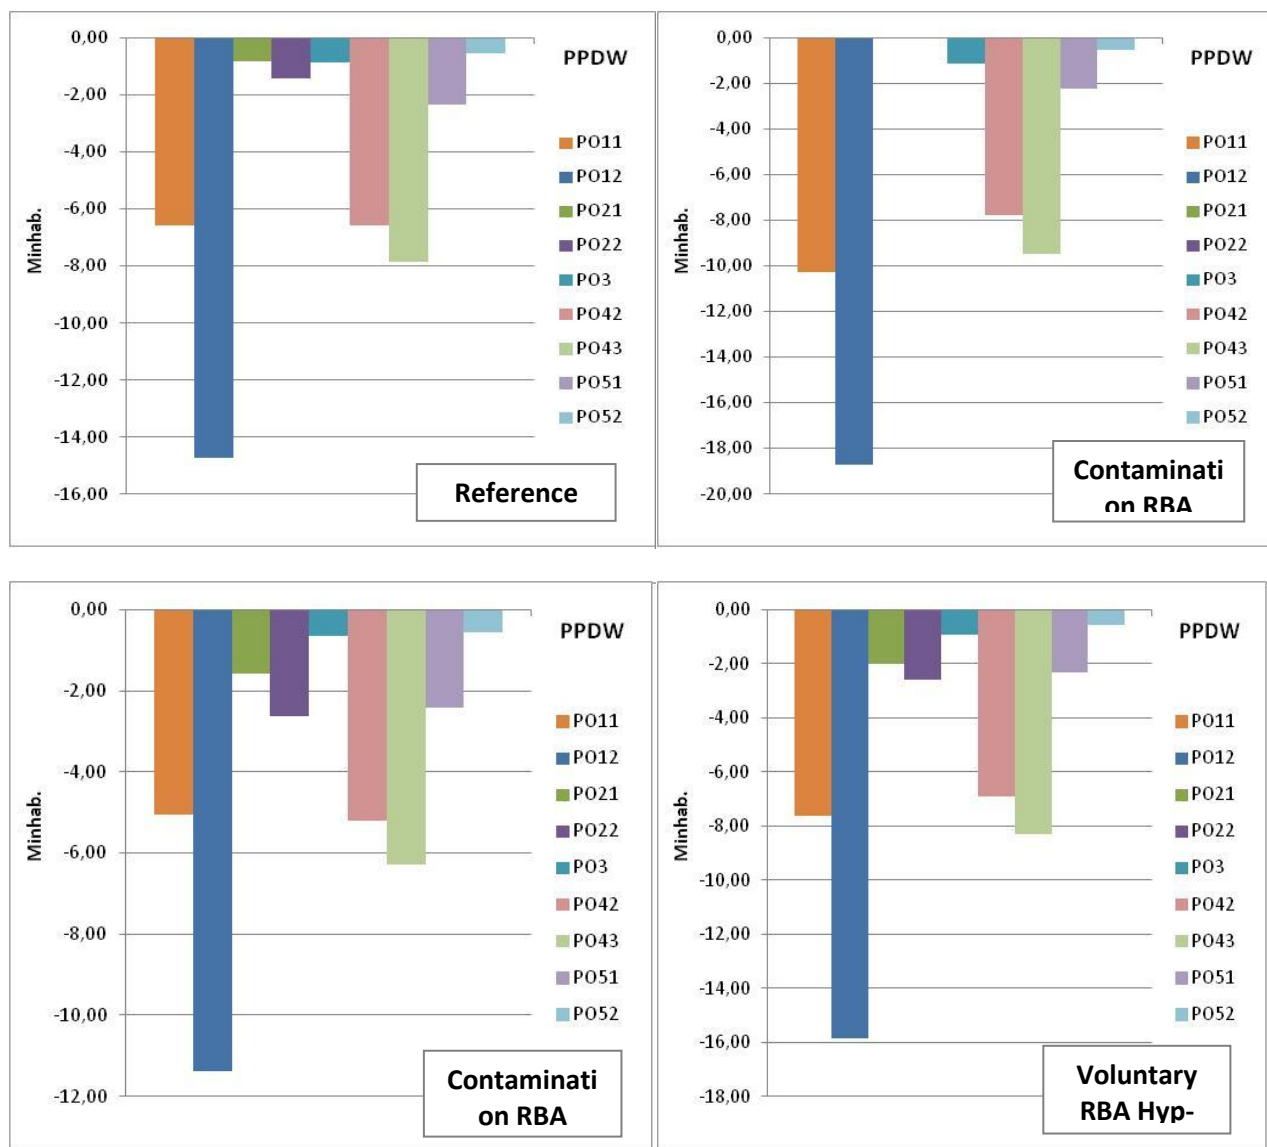 0,00
-2,00
-4,00
-6,00
-8,00
-10,00
-12,00
-14,00
-16,00
Minhab.
PPDW
PO11
PO12
PO21
PO22
PO3
PO42
PO43
PO51
PO52
Reference
0,00
-2,00
-4,00
-6,00
-8,00
-10,00
-12,00
-14,00
-16,00
-18,00
-20,00
Minhab.
PPDW
PO11
PO12
PO21
PO22
PO3
PO42
PO43
PO51
PO52
Contaminati
on RBA
0,00
-2,00
-4,00
-6,00
-8,00
-10,00
-12,00
Minhab.
PPDW
PO11
PO12
PO21
PO22
PO3
PO42
PO43
PO51
PO52
Contaminati
on RBA
0,00
-2,00
-4,00
-6,00
-8,00
-10,00
-12,00
-14,00
-16,00
-18,00
Minhab.
PPDW
PO11
PO12
PO21
PO22
PO3
PO42
PO43
PO51
PO52
Voluntary
RBA Hyp-